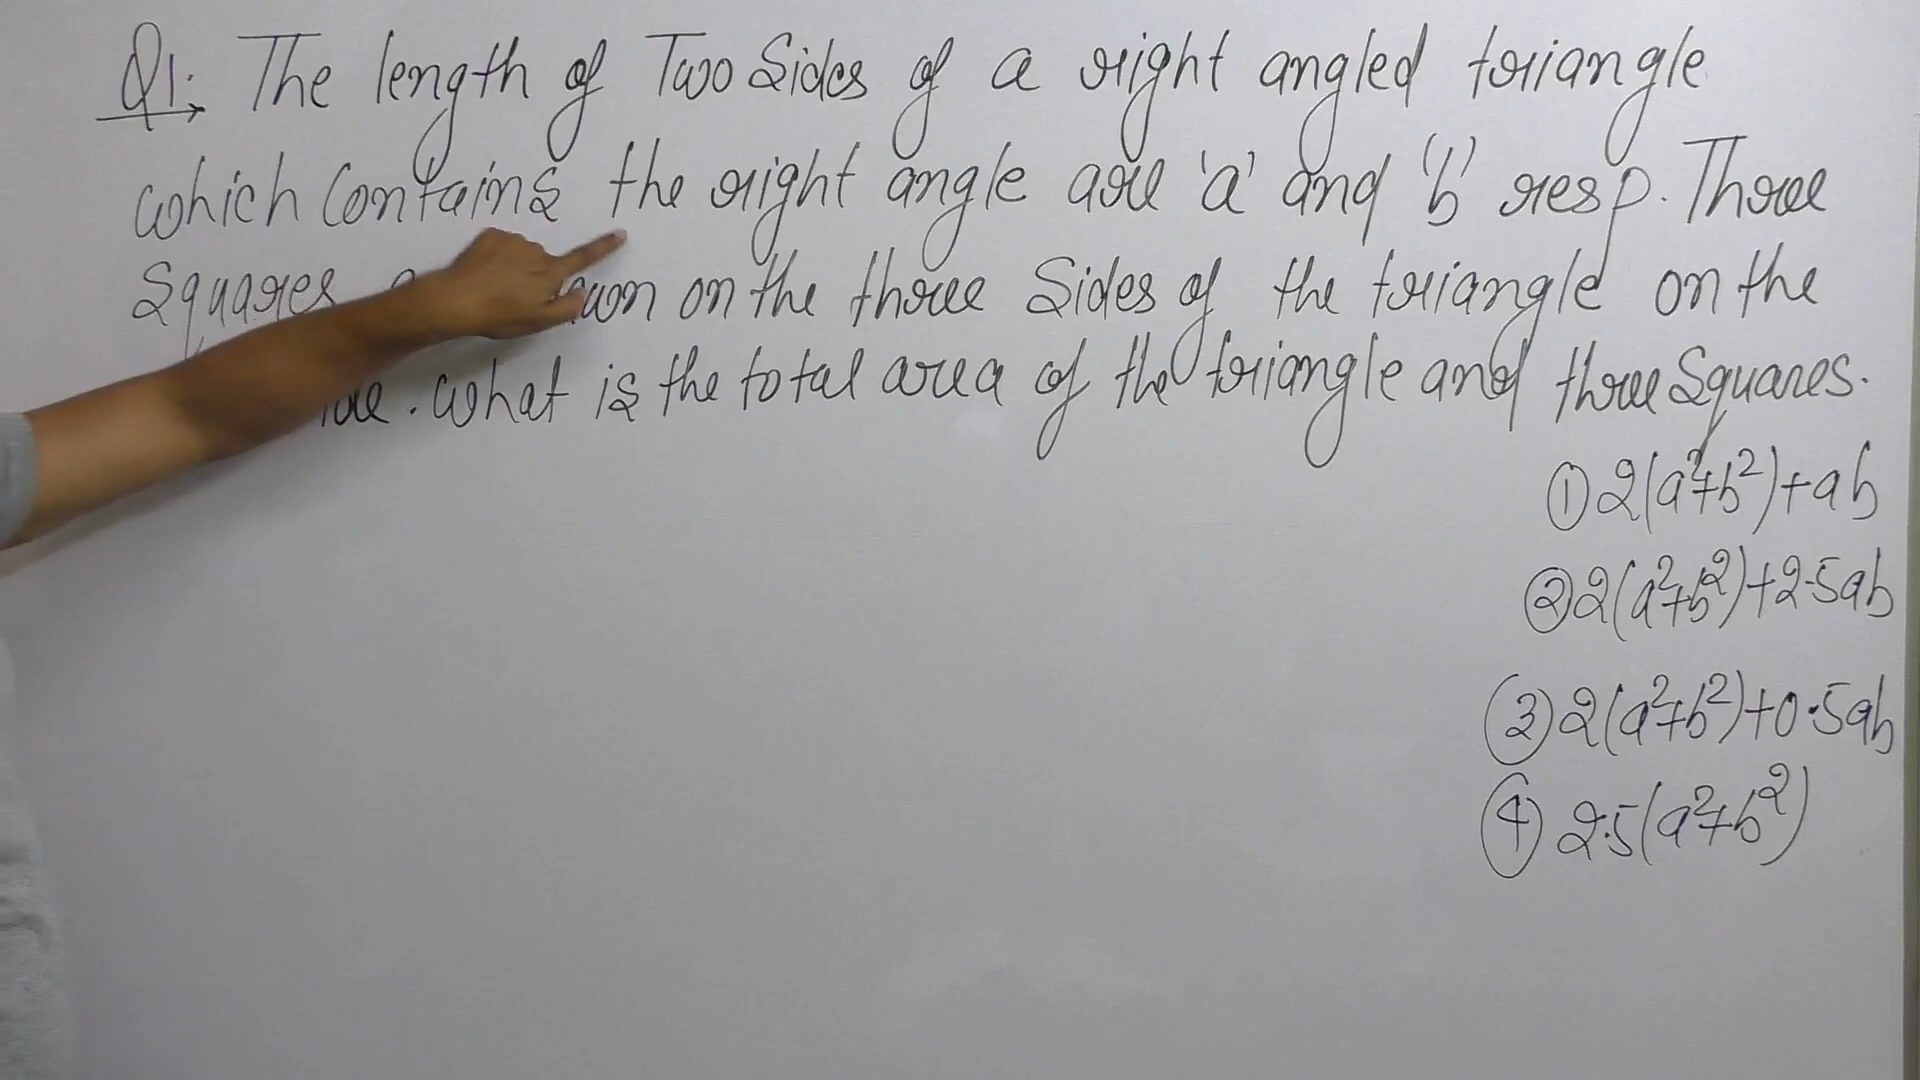 Q1. The length of Two Sides of a right angled triangle
which contains the right angle are 'a' and 'b' resp. Three
Squares on the three Sides of the triangle on the
What is the total area of the triangle and three Squares.
① 2(a²+b²)+ab
② 2(a²+b²)+2.5ab
③ 2(a²+b²)+0.5ab
④ 2.5(a²+b²)